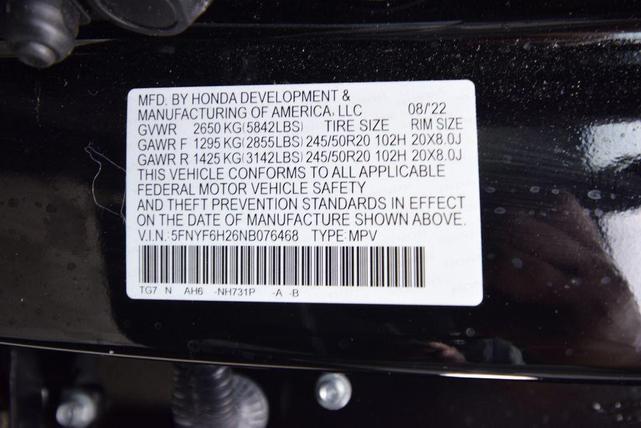 MFD. BY HONDA DEVELOPMENT &
MANUFACTURING OF AMERICA, LLC 08/'22
GVWR 2650 KG(5842LBS) TIRE SIZE RIM SIZE
GAWR F 1295 KG(2855LBS) 245/50R20 102H 20X8.0J
GAWR R 1425 KG(3142LBS) 245/50R20 102H 20X8.0J
THIS VEHICLE CONFORMS TO ALL APPLICABLE
FEDERAL MOTOR VEHICLE SAFETY
AND THEFT PREVENTION STANDARDS IN EFFECT
ON THE DATE OF MANUFACTURE SHOWN ABOVE.
V.I.N.: 5FNYF6H26NB076468 TYPE: MPV
TG7 N AH6 -NH731P -A -B